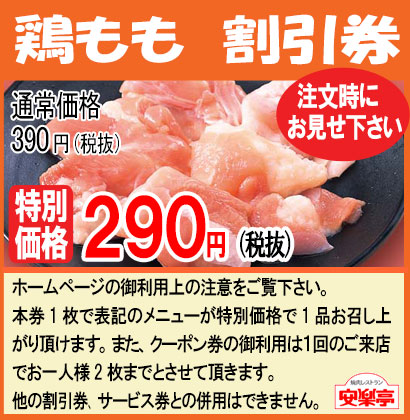 鶏もも 割引券
注文時に
お見せ下さい
通常価格
390円(税抜)
特別
価格
290円(税抜)
ホームページの御利用上の注意をご覧下さい。
本券1枚で表記のメニューが特別価格で1品お召し上
がり頂けます。また、クーポン券の御利用は1回のご来店
でお一人様2枚までとさせて頂きます。
他の割引券、サービス券との併用はできません。
焼肉レストラン
安楽亭